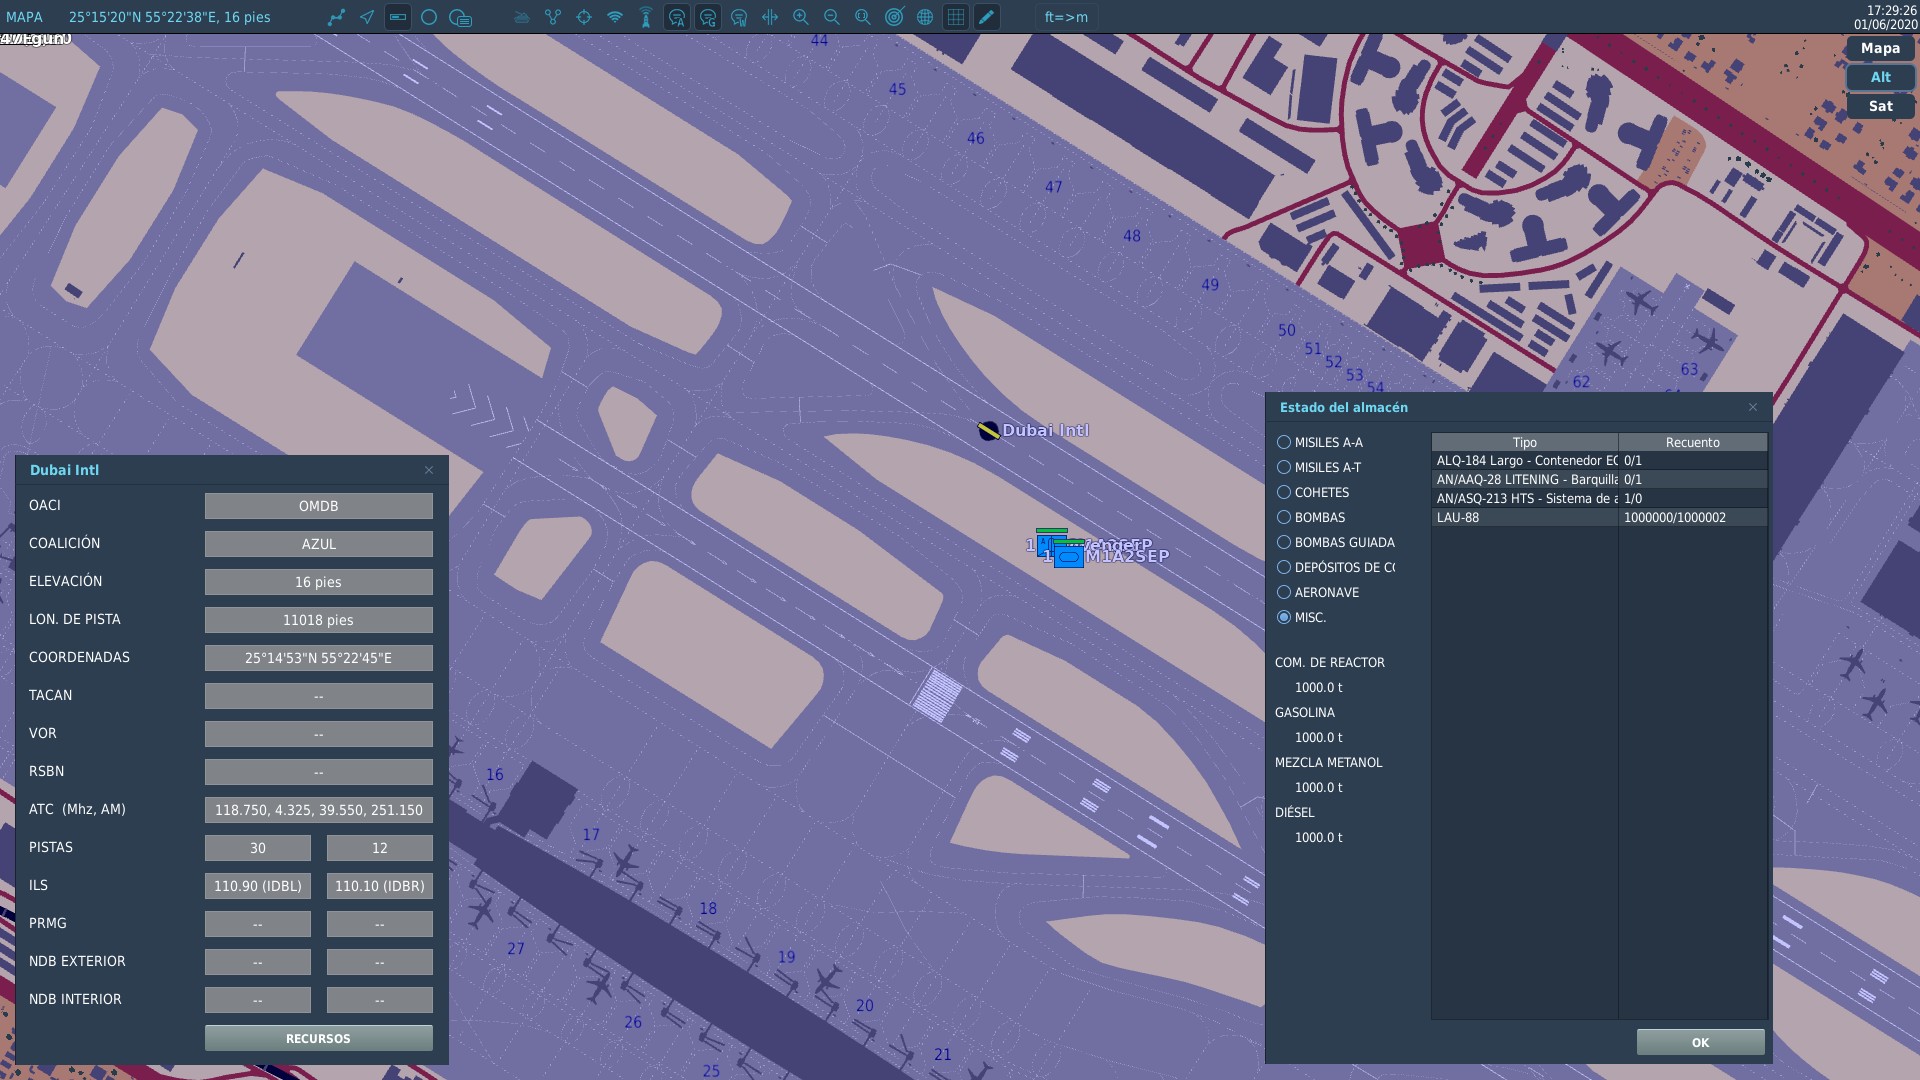 MAPA 25°15'20"N 55°22'38"E, 16 pies
ft=>m
17:29:26
01/06/2020
Mapa
Alt
Sat
44
45
46
47
48
49
50
51
52
53
54
62
63
Dubai Intl
M1A2SEP
16
17
18
19
20
21
27
26
25
Dubai Intl
OACI OMDB
COALICIÓN AZUL
ELEVACIÓN 16 pies
LON. DE PISTA 11018 pies
COORDENADAS 25°14'53"N 55°22'45"E
TACAN --
VOR --
RSBN --
ATC (Mhz, AM) 118.750, 4.325, 39.550, 251.150
PISTAS 30 12
ILS 110.90 (IDBL) 110.10 (IDBR)
PRMG -- --
NDB EXTERIOR -- --
NDB INTERIOR -- --
RECURSOS
Estado del almacén
MISILES A-A
MISILES A-T
COHETES
BOMBAS
BOMBAS GUIADA
DEPÓSITOS DE CO
AERONAVE
MISC.
COM. DE REACTOR
1000.0 t
GASOLINA
1000.0 t
MEZCLA METANOL
1000.0 t
DIÉSEL
1000.0 t
Tipo Recuento
ALQ-184 Largo - Contenedor EC 0/1
AN/AAQ-28 LITENING - Barquilla 0/1
AN/ASQ-213 HTS - Sistema de a 1/0
LAU-88 1000000/1000002
OK